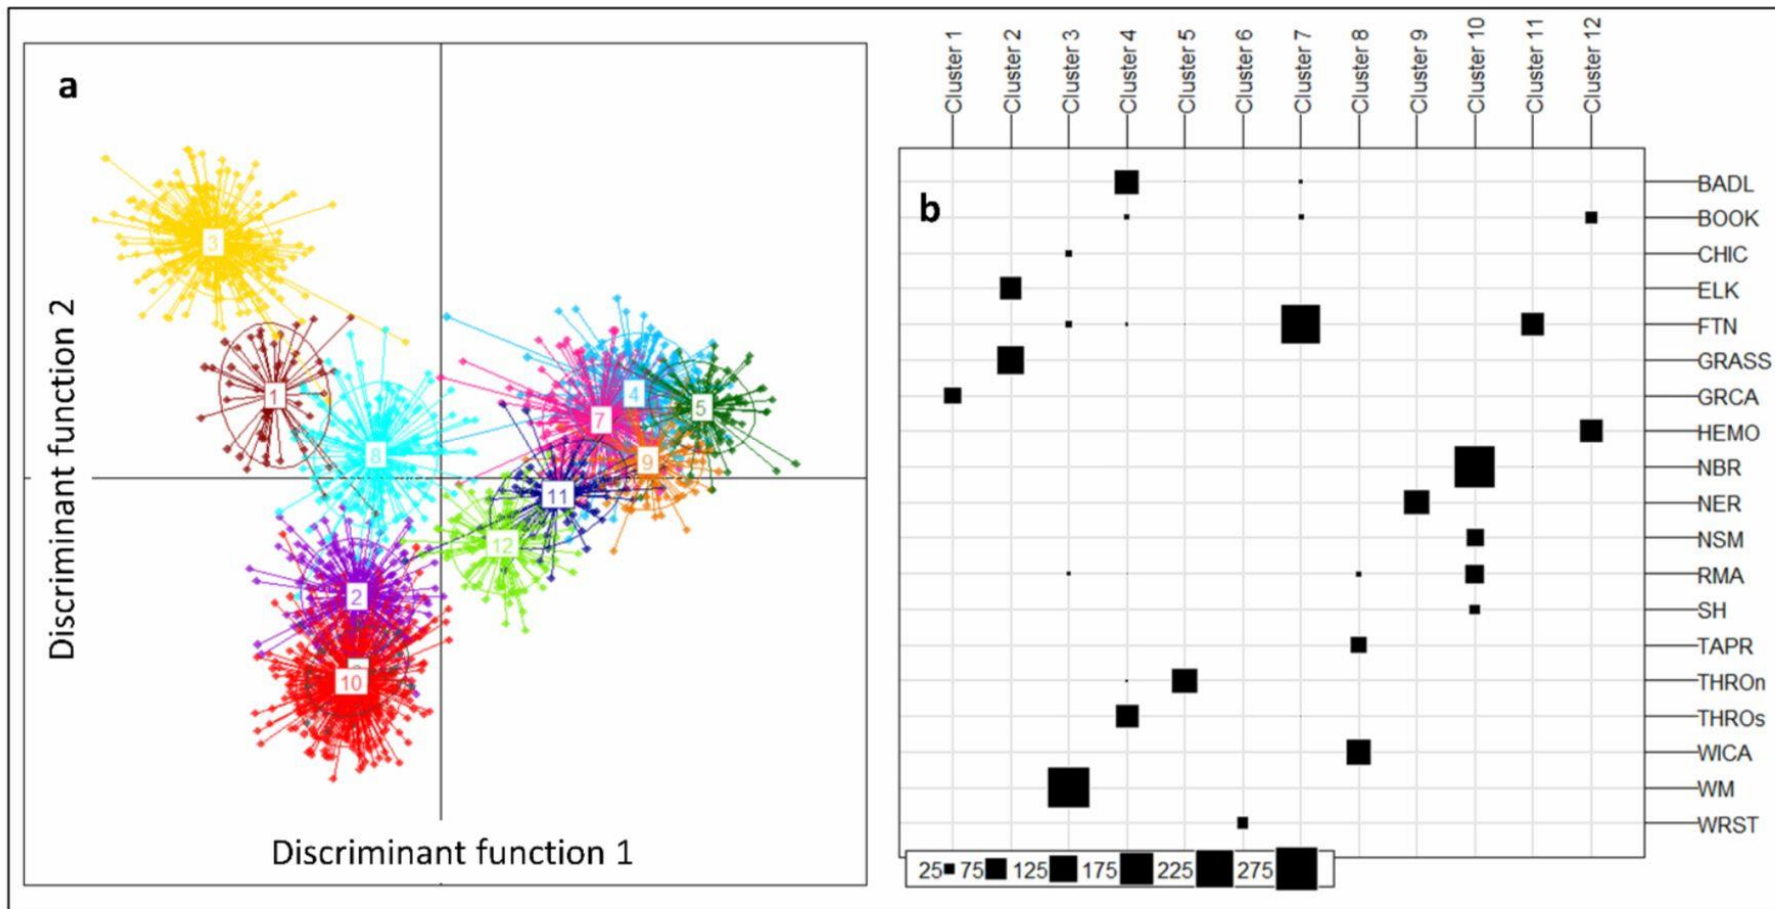 a
3
1
8
4
7
5
9
11
12
2
10
Discriminant function 2
Discriminant function 1
Cluster 1
Cluster 2
Cluster 3
Cluster 4
Cluster 5
Cluster 6
Cluster 7
Cluster 8
Cluster 9
Cluster 10
Cluster 11
Cluster 12
b
BADL
BOOK
CHIC
ELK
FTN
GRASS
GRCA
HEMO
NBR
NER
NSM
RMA
SH
TAPR
THROn
THROs
WICA
WM
WRST
25 75 125 175 225 275